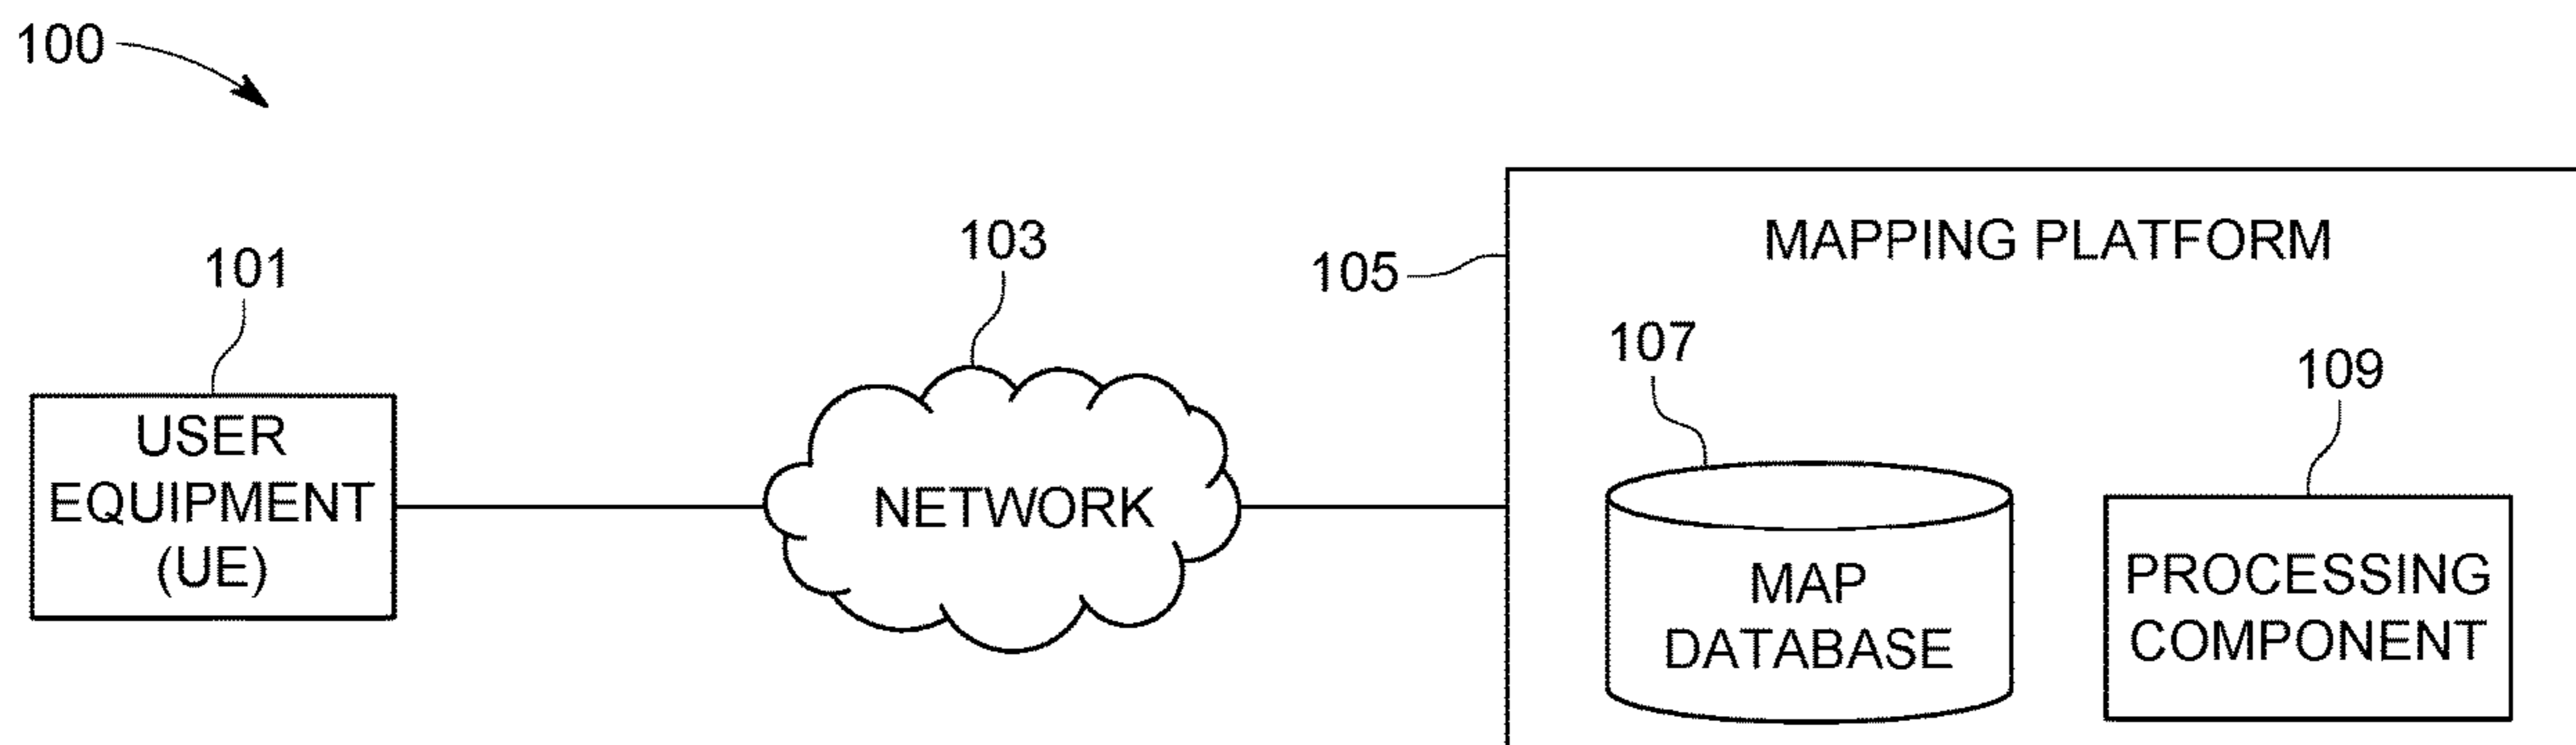 100
101
103
105
MAPPING PLATFORM
107
109
USER
EQUIPMENT
(UE)
NETWORK
MAP
DATABASE
PROCESSING
COMPONENT